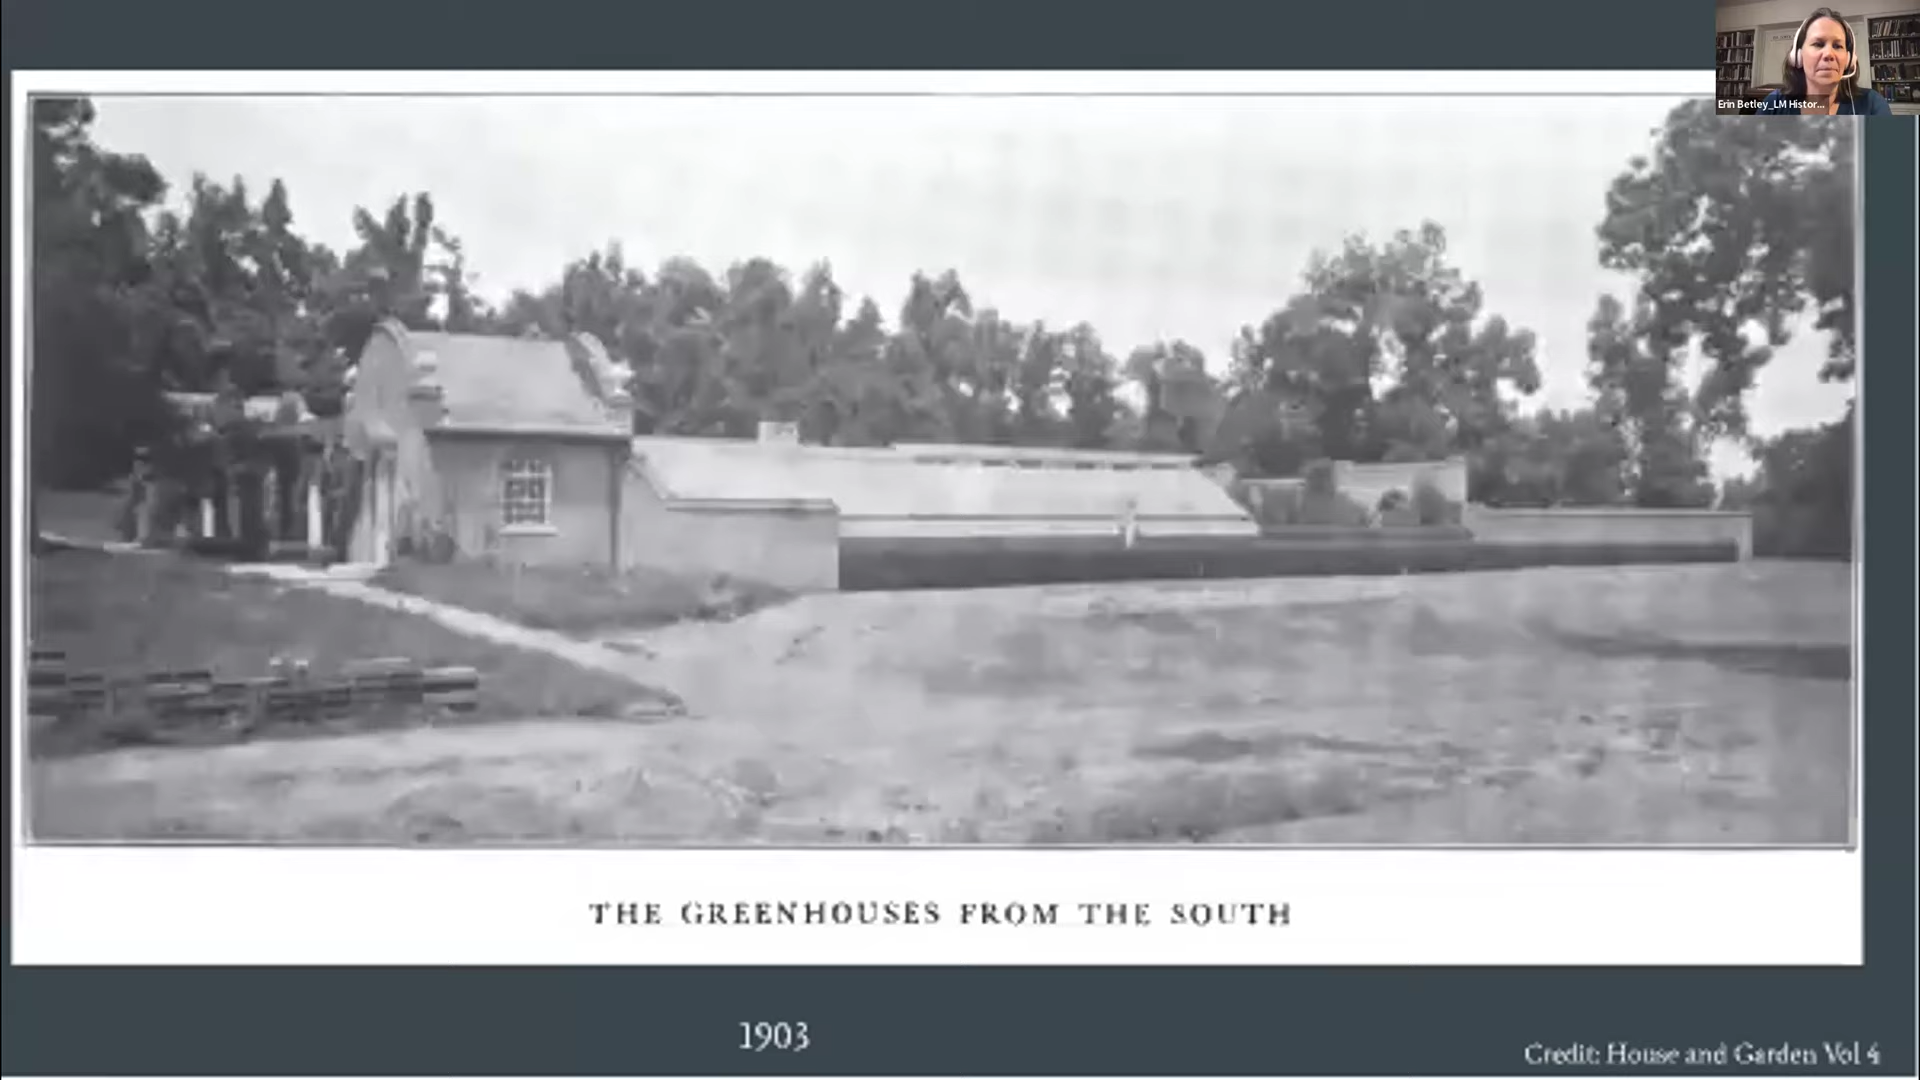 Erin Betley_LM Histor...
THE GREENHOUSES FROM THE SOUTH
1903
Credit: House and Garden Vol 4